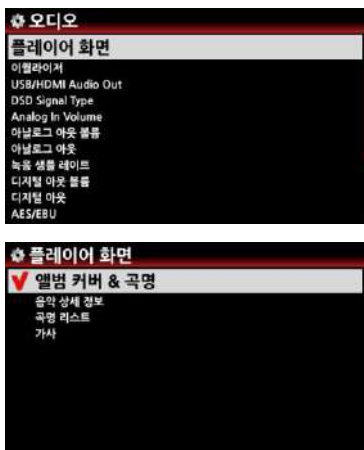 오디오
플레이어 화면
이퀄라이저
USB/HDMI Audio Out
DSD Signal Type
Analog In Volume
아날로그 아웃 볼륨
아날로그 아웃
녹음 샘플 레이트
디지털 아웃 볼륨
디지털 아웃
AES/EBU
플레이어 화면
앨범 커버 & 곡명
음악 상세 정보
곡명 리스트
가사